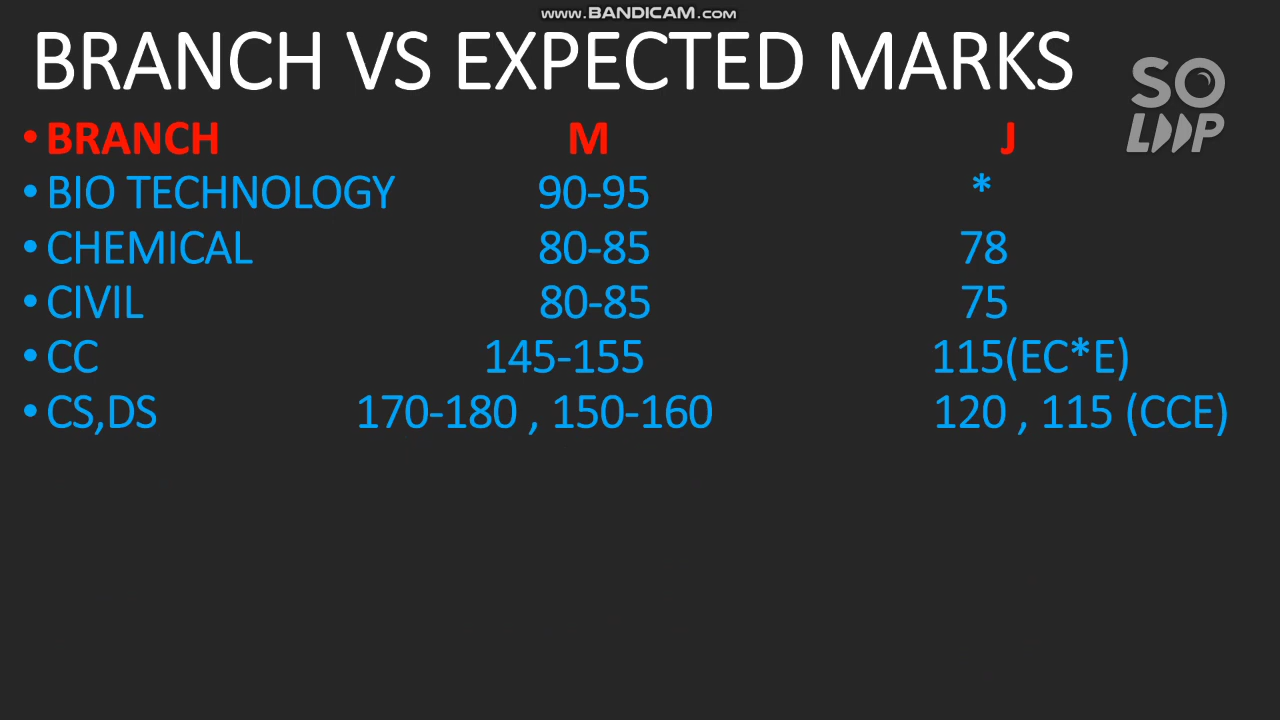 www.BANDICAM.com
BRANCH VS EXPECTED MARKS
SO
LOOP
• BRANCH M J
• BIO TECHNOLOGY 90-95 *
• CHEMICAL 80-85 78
• CIVIL 80-85 75
• CC 145-155 115(EC*E)
• CS,DS 170-180 , 150-160 120 , 115 (CCE)